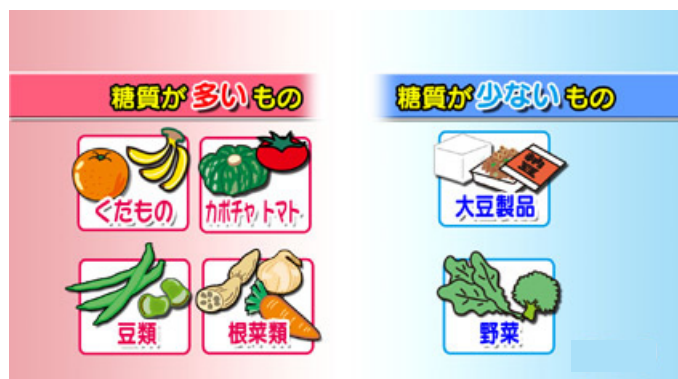 糖質が多いもの
糖質が少ないもの
くだもの
カボチャ トマト
大豆製品
納豆
豆類
根菜類
野菜